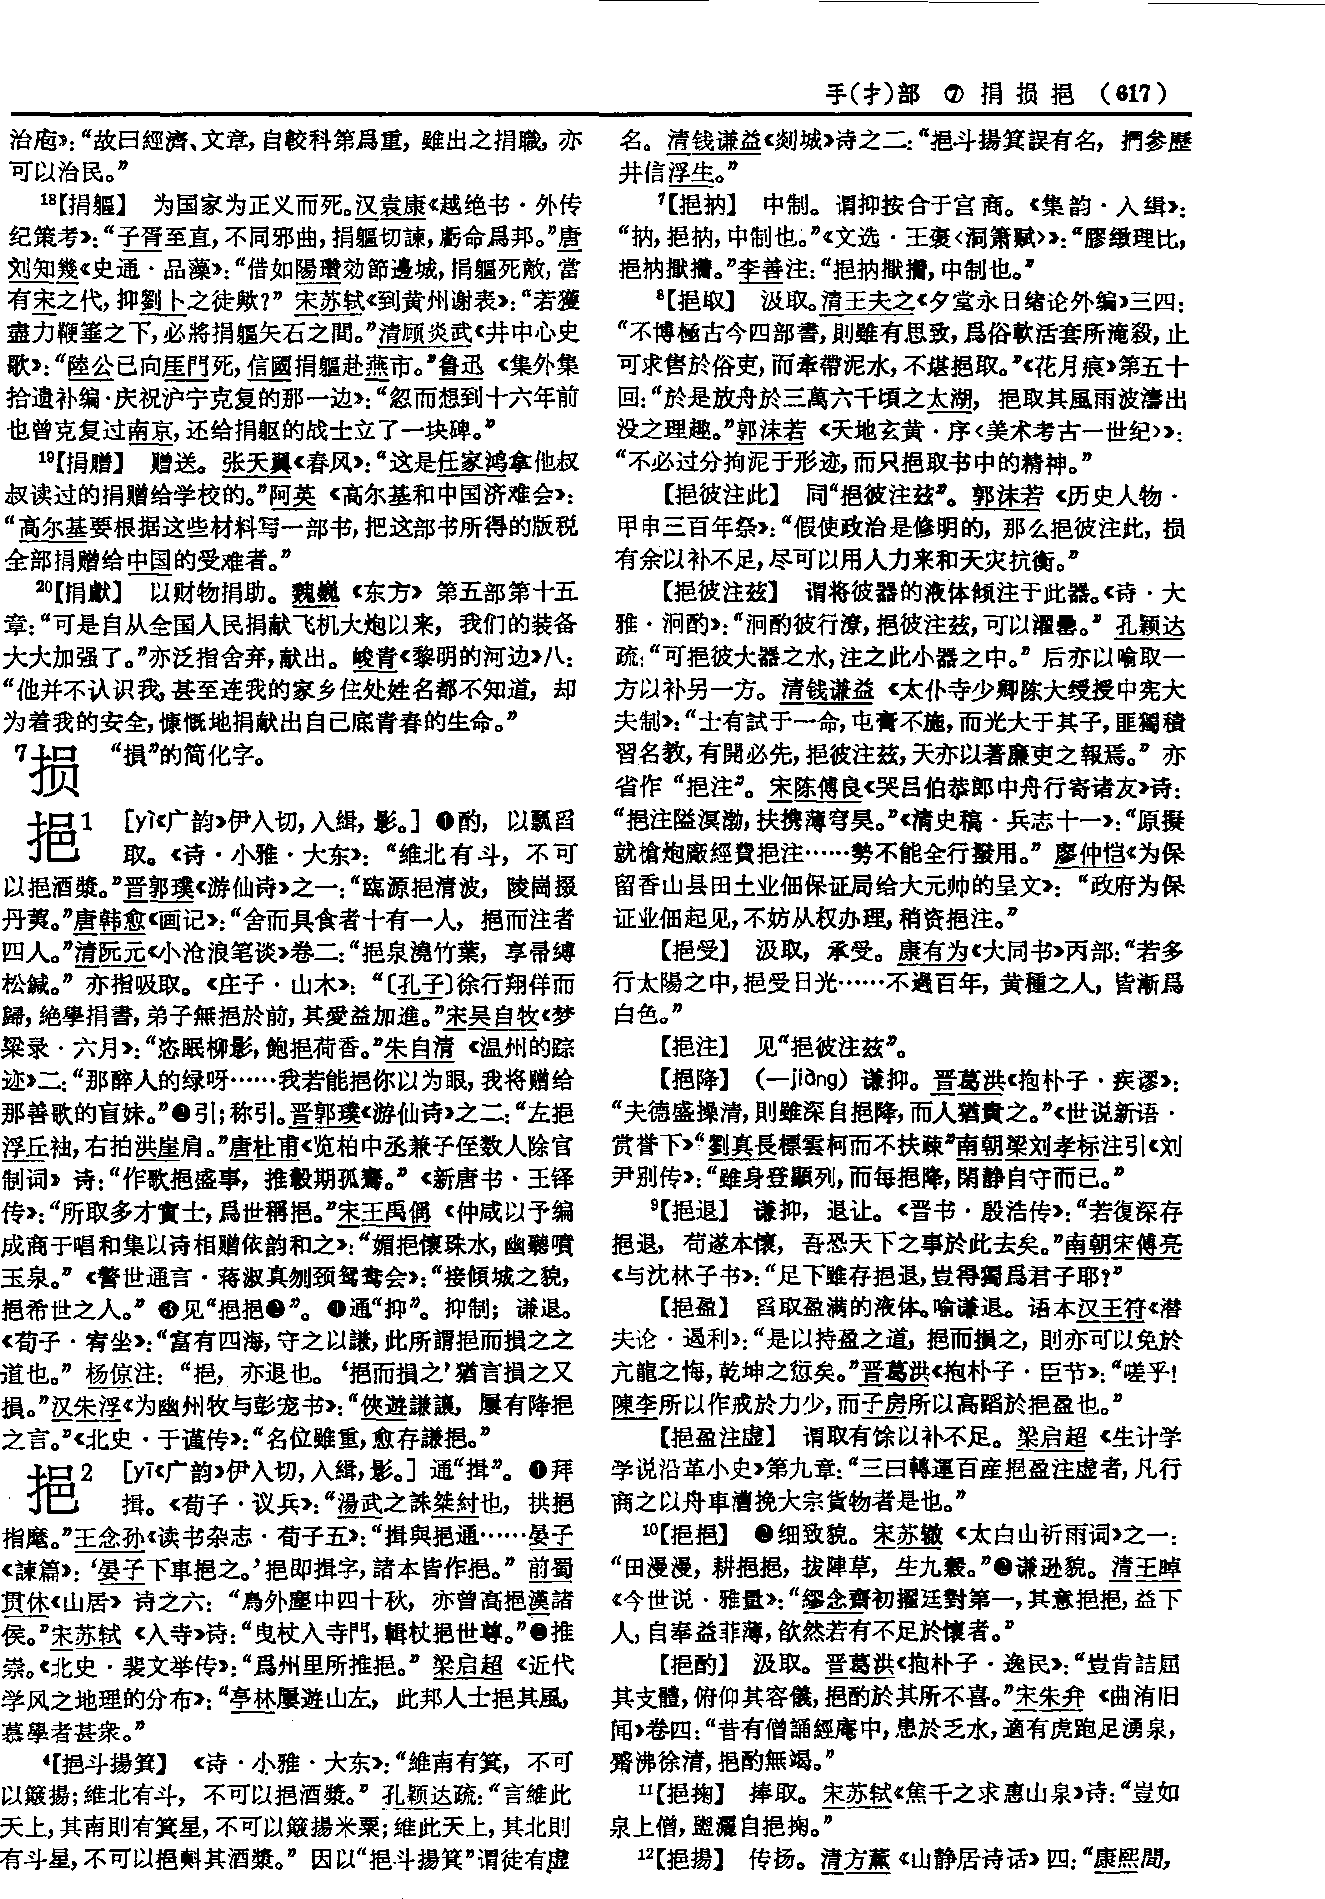 手(扌)部 ⑦ 捐 损 挹 (617)
治庖》：“故曰經濟、文章，自較科第爲重，雖出之捐職，亦
可以治民。”
18【捐軀】 为国家为正义而死。汉袁康《越绝书·外传
纪策考》：“子胥至直，不同邪曲，捐軀切諫，虧命爲邦。”唐
刘知幾《史通·品藻》：“借如陽瓚効節邊城，捐軀死敵，當
有宋之代，抑劉卜之徒歟？”宋苏轼《到黄州谢表》：“若獲
盡力鞭箠之下，必將捐軀矢石之間。”清顾炎武《井中心史
歌》：“陸公已向厓門死，信國捐軀赴燕市。”鲁迅《集外集
拾遗补编·庆祝沪宁克复的那一边》：“忽而想到十六年前
也曾克复过南京，还给捐躯的战士立了一块碑。”
19【捐赠】 赠送。张天翼《春风》：“这是任家鸿拿他叔
叔读过的捐赠给学校的。”阿英《高尔基和中国济难会》：
“高尔基要根据这些材料写一部书，把这部书所得的版税
全部捐赠给中国的受难者。”
20【捐獻】 以财物捐助。魏巍《东方》第五部第十五
章：“可是自从全国人民捐献飞机大炮以来，我们的装备
大大加强了。”亦泛指舍弃，献出。峻青《黎明的河边》八：
“他并不认识我，甚至连我的家乡住处姓名都不知道，却
为着我的安全，慷慨地捐献出自己底青春的生命。”
7损 “損”的简化字。
挹1 [yì《广韵》伊入切，入缉，影。] ❶酌，以瓢舀
取。《诗·小雅·大东》：“維北有斗，不可
以挹酒漿。”晋郭璞《游仙诗》之一：“臨源挹清波，陵崗掇
丹荑。”唐韩愈《画记》：“舍而具食者十有一人，挹而注者
四人。”清阮元《小沧浪笔谈》卷二：“挹泉澆竹葉，享帚縛
松鍼。”亦指吸取。《庄子·山木》：“〔孔子〕徐行翔佯而
歸，絶學捐書，弟子無挹於前，其愛益加進。”宋吴自牧《梦
粱录·六月》：“恣眠柳影，飽挹荷香。”朱自清《温州的踪
迹》二：“那醉人的绿呀……我若能挹你以为眼，我将赠给
那善歌的盲妹。”❷引；称引。晋郭璞《游仙诗》之二：“左挹
浮丘袖，右拍洪崖肩。”唐杜甫《览柏中丞兼子侄数人除官
制词》诗：“作歌挹盛事，推轂期孤騫。”《新唐书·王铎
传》：“所取多才實士，爲世稱挹。”宋王禹偁《仲咸以予编
成商于唱和集以诗相赠依韵和之》：“媚挹懷珠水，幽聽噴
玉泉。”《警世通言·蒋淑真刎颈鸳鸯会》：“接傾城之貌，
挹希世之人。”❸见“挹挹❷”。❹通“抑”。抑制；谦退。
《荀子·宥坐》：“富有四海，守之以謙，此所謂挹而損之之
道也。”杨倞注：“挹，亦退也。‘挹而損之’猶言損之又
損。”汉朱浮《为幽州牧与彭宠书》：“俠遊謙讓，屢有降挹
之言。”《北史·于谨传》：“名位雖重，愈存謙挹。”
挹2 [yī《广韵》伊入切，入缉，影。] 通“揖”。❶拜
揖。《荀子·议兵》：“湯武之誅桀紂也，拱挹
指麾。”王念孙《读书杂志·荀子五》：“揖與挹通……晏子
《諫篇》：‘晏子下車挹之。’挹即揖字，諸本皆作挹。”前蜀
贯休《山居》诗之六：“鳥外塵中四十秋，亦曾高挹漢諸
侯。”宋苏轼《入寺》诗：“曳杖入寺門，輯杖挹世尊。”❷推
崇。《北史·裴文举传》：“爲州里所推挹。”梁启超《近代
学风之地理的分布》：“亭林屢遊山左，此邦人士挹其風，
慕學者甚衆。”
4【挹斗揚箕】 《诗·小雅·大东》：“維南有箕，不可
以簸揚；維北有斗，不可以挹酒漿。”孔颖达疏：“言維此
天上，其南則有箕星，不可以簸揚米粟；維此天上，其北則
有斗星，不可以挹㪺其酒漿。”因以“挹斗揚箕”谓徒有虚
名。清钱谦益《剡城》诗之二：“挹斗揚箕誤有名，捫參歷
井信浮生。”
7【挹抐】 中制。谓抑按合于宫商。《集韵·入缉》：
“抐，挹抐，中制也。”《文选·王褒〈洞箫赋〉》：“膠緻理比，
挹抐擫㩶。”李善注：“挹抐擫㩶，中制也。”
8【挹取】 汲取。清王夫之《夕堂永日绪论外编》三四：
“不博極古今四部書，則雖有思致，爲俗軟活套所淹殺，止
可求售於俗吏，而牽帶泥水，不堪挹取。”《花月痕》第五十
回：“於是放舟於三萬六千頃之太湖，挹取其風雨波濤出
没之理趣。”郭沫若《天地玄黄·序〈美术考古一世纪〉》：
“不必过分拘泥于形迹，而只挹取书中的精神。”
【挹彼注此】 同“挹彼注兹”。郭沫若《历史人物·
甲申三百年祭》：“假使政治是修明的，那么挹彼注此，损
有余以补不足，尽可以用人力来和天灾抗衡。”
【挹彼注兹】 谓将彼器的液体倾注于此器。《诗·大
雅·泂酌》：“泂酌彼行潦，挹彼注兹，可以濯罍。”孔颖达
疏：“可挹彼大器之水，注之此小器之中。”后亦以喻取一
方以补另一方。清钱谦益《太仆寺少卿陈大绶授中宪大
夫制》：“士有試于一命，屯膏不施，而光大于其子，匪獨積
習名教，有開必先，挹彼注兹，天亦以著廉吏之報焉。”亦
省作“挹注”。宋陈傅良《哭吕伯恭郎中舟行寄诸友》诗：
“挹注隘溟渤，扶携薄穹昊。”《清史稿·兵志十一》：“原擬
就槍炮廠經費挹注……勢不能全行撥用。”廖仲恺《为保
留香山县田土业佃保证局给大元帅的呈文》：“政府为保
证业佃起见，不妨从权办理，稍资挹注。”
【挹受】 汲取，承受。康有为《大同书》丙部：“若多
行太陽之中，挹受日光……不過百年，黄種之人，皆漸爲
白色。”
【挹注】 见“挹彼注兹”。
【挹降】 (—jiàng) 谦抑。晋葛洪《抱朴子·疾谬》：
“夫德盛操清，則雖深自挹降，而人猶貴之。”《世说新语·
赏誉下》“劉真長標雲柯而不扶疎”南朝梁刘孝标注引《刘
尹别传》：“雖身登顯列，而每挹降，閑静自守而已。”
9【挹退】 谦抑，退让。《晋书·殷浩传》：“若復深存
挹退，苟遂本懷，吾恐天下之事於此去矣。”南朝宋傅亮
《与沈林子书》：“足下雖存挹退，豈得獨爲君子耶？”
【挹盈】 舀取盈满的液体。喻谦退。语本汉王符《潜
夫论·遏利》：“是以持盈之道，挹而損之，則亦可以免於
亢龍之悔，乾坤之愆矣。”晋葛洪《抱朴子·臣节》：“嗟乎！
陳李所以作戒於力少，而子房所以高蹈於挹盈也。”
【挹盈注虚】 谓取有馀以补不足。梁启超《生计学
学说沿革小史》第九章：“三曰轉運百産挹盈注虚者，凡行
商之以舟車漕挽大宗貨物者是也。”
10【挹挹】 ❷细致貌。宋苏辙《太白山祈雨词》之一：
“田漫漫，耕挹挹，拔陳草，生九穀。”❷谦逊貌。清王晫
《今世说·雅量》：“繆念齋初擢廷對第一，其意挹挹，益下
人，自奉益菲薄，欿然若有不足於懷者。”
【挹酌】 汲取。晋葛洪《抱朴子·逸民》：“豈肯詰屈
其支體，俯仰其容儀，挹酌於其所不喜。”宋朱弁《曲洧旧
闻》卷四：“昔有僧誦經庵中，患於乏水，適有虎跑足湧泉，
觱沸徐清，挹酌無竭。”
11【挹掬】 捧取。宋苏轼《焦千之求惠山泉》诗：“豈如
泉上僧，盥灑自挹掬。”
12【挹揚】 传扬。清方薰《山静居诗话》四：“康熙間，